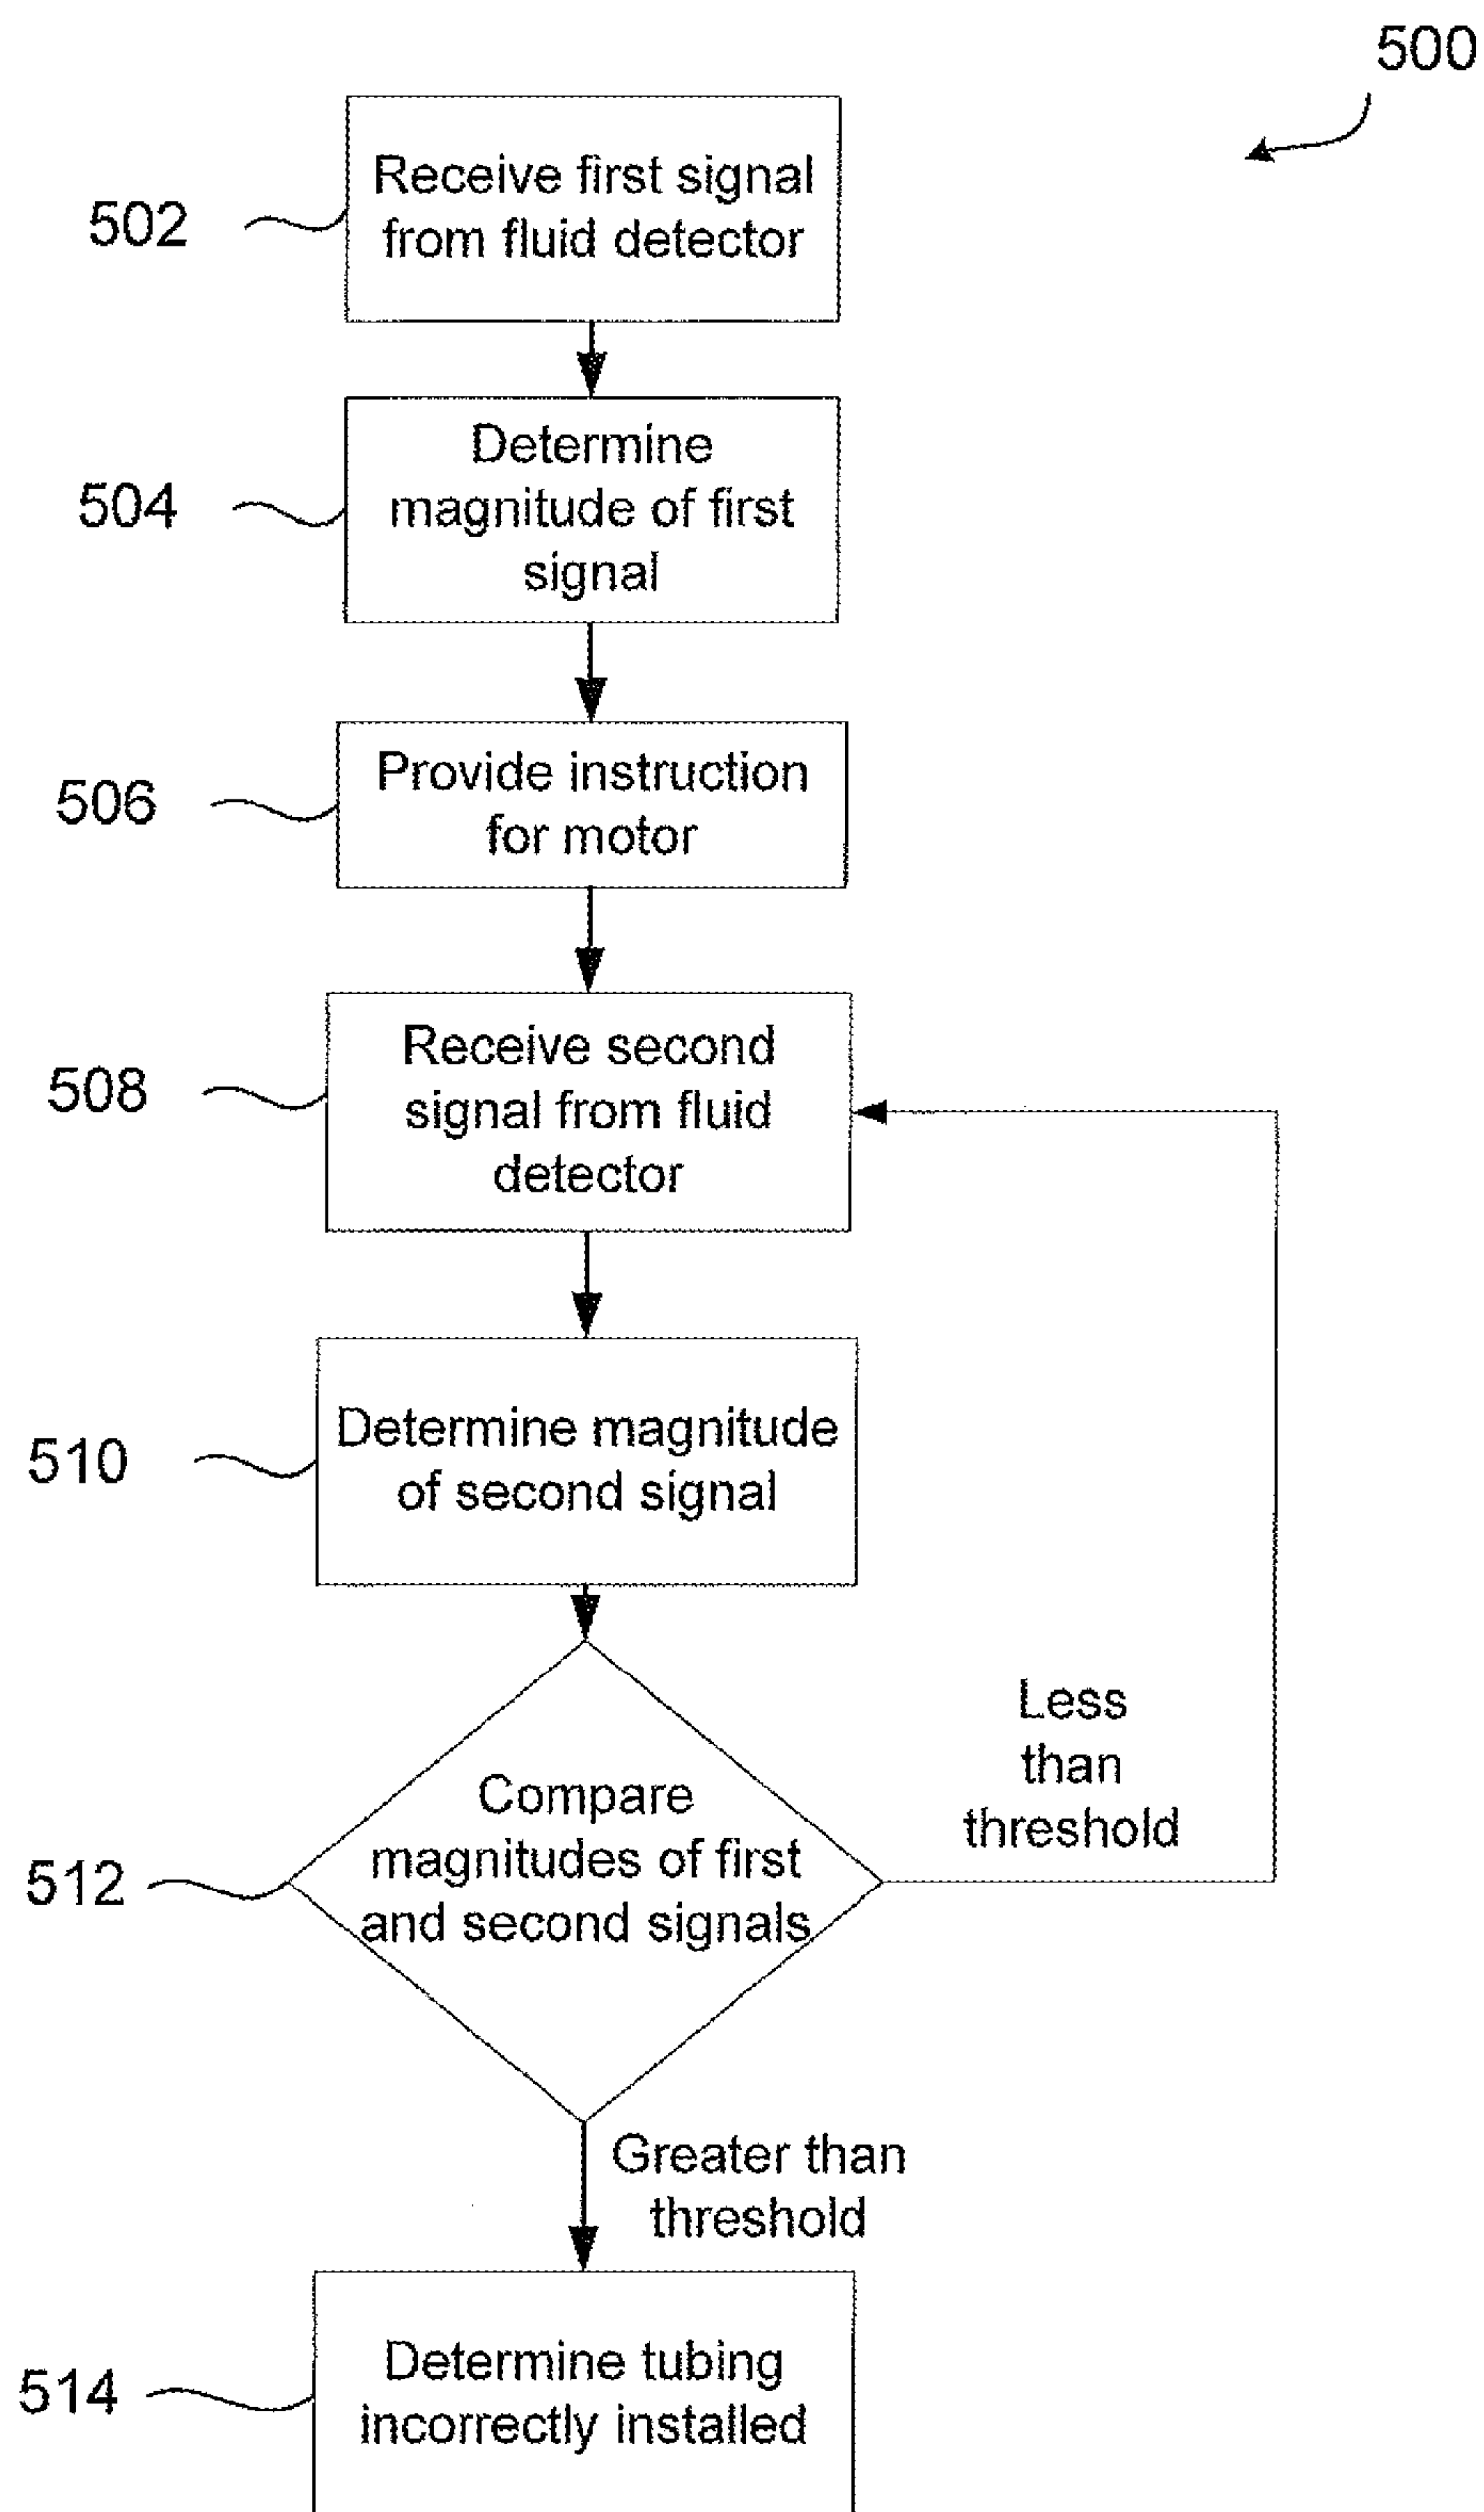 500
502
Receive first signal
from fluid detector
504
Determine
magnitude of first
signal
506
Provide instruction
for motor
508
Receive second
signal from fluid
detector
510
Determine magnitude
of second signal
512
Compare
magnitudes of first
and second signals
Less
than
threshold
Greater than
threshold
514
Determine tubing
incorrectly installed